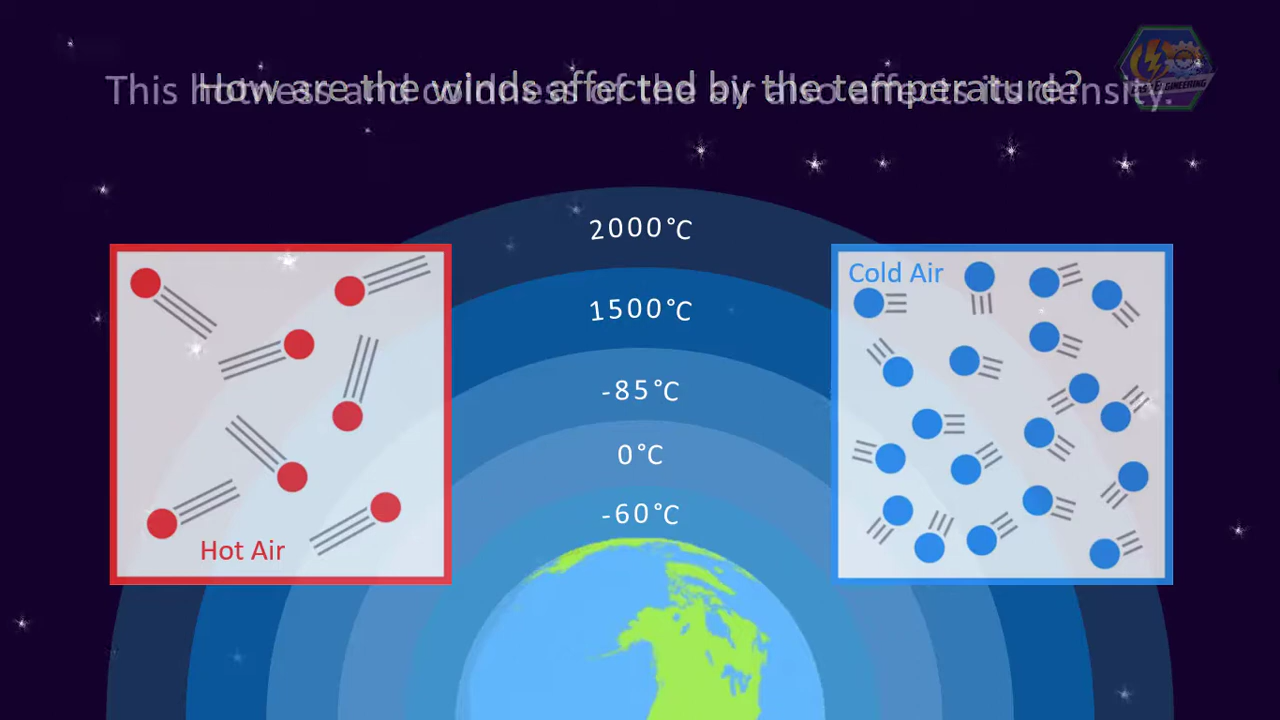 This hotness and coldness of the air also affects its density.
How are the winds affected by the temperature?
2000°C
1500°C
-85°C
0°C
-60°C
Hot Air
Cold Air